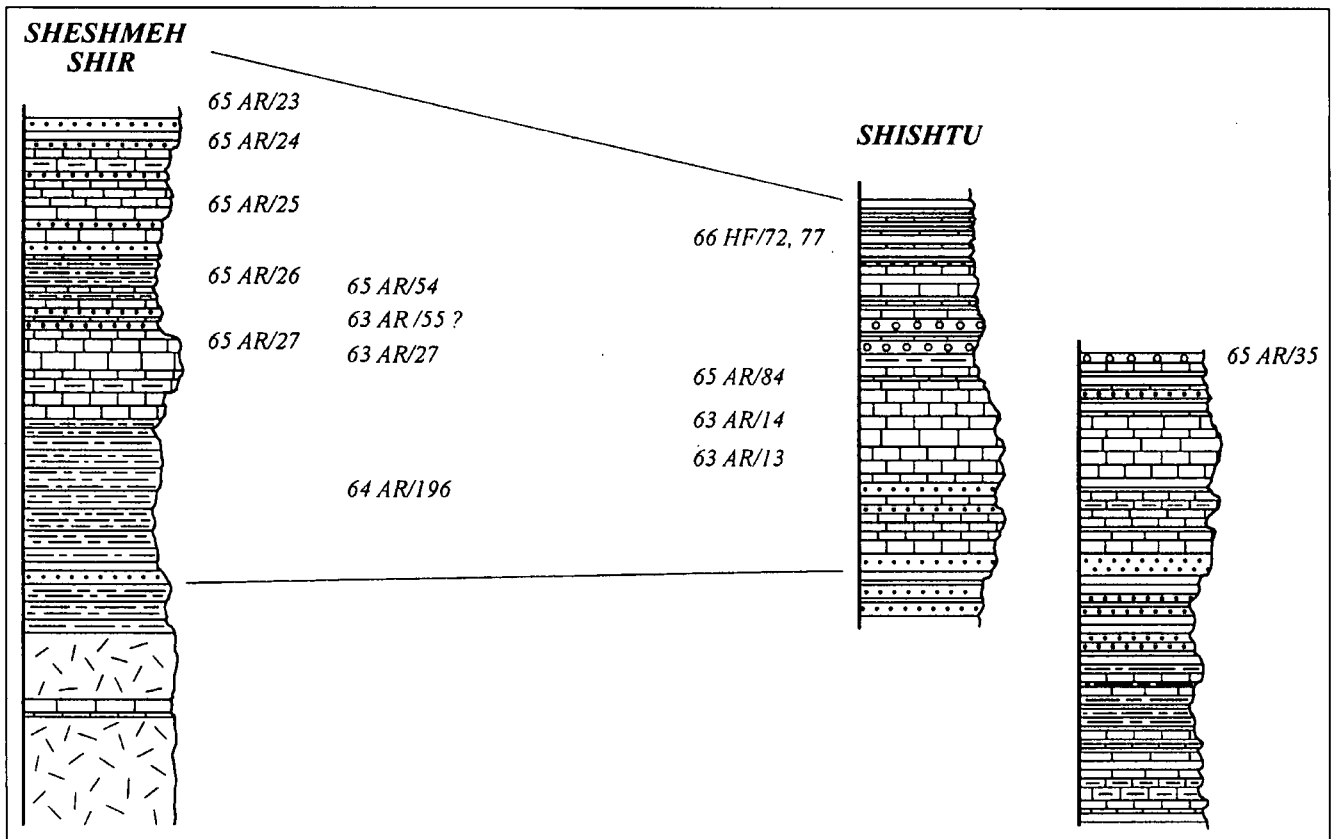 SHESHMEH
SHIR
65 AR/23
65 AR/24
65 AR/25
65 AR/26
65 AR/27
65 AR/54
63 AR/55 ?
63 AR/27
64 AR/196
SHISHTU
66 HF/72, 77
65 AR/84
63 AR/14
63 AR/13
65 AR/35